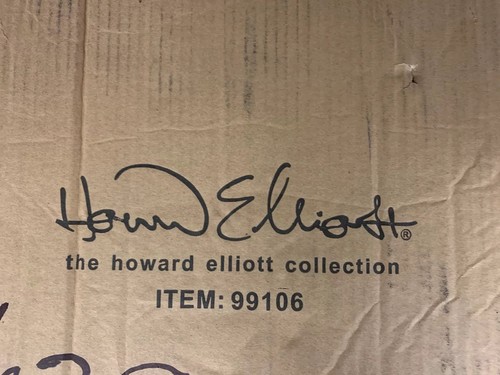 Howard Elliott®
the howard elliott collection
ITEM: 99106